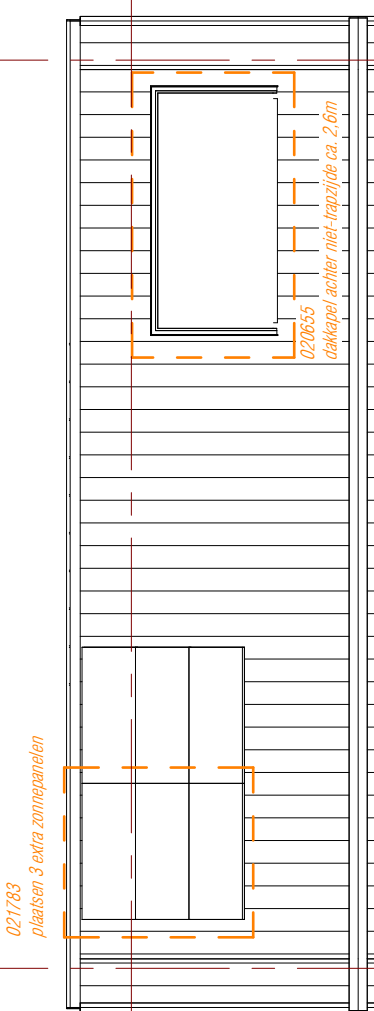 020655
dakkapel achter niet-trapzijde ca. 2,6m
021783
plaatsen 3 extra zonnepanelen